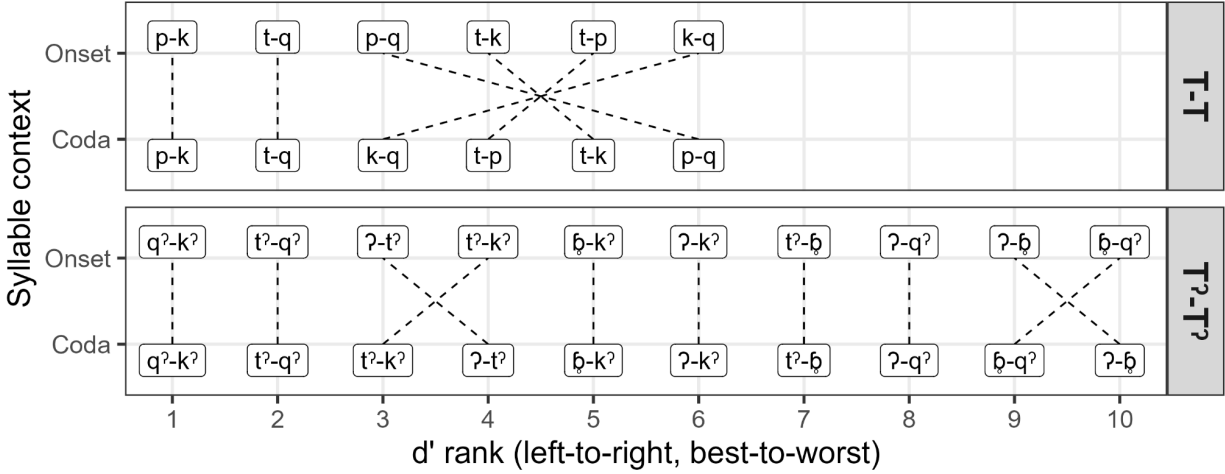 Syllable context
Onset
p-k t-q p-q t-k t-p k-q
Coda
p-k t-q k-q t-p t-k p-q
T-T
Onset
qˀ-kˀ tˀ-qˀ ʔ-tˀ tˀ-kˀ ɓ̥-kˀ ʔ-kˀ tˀ-ɓ̥ ʔ-qˀ ʔ-ɓ̥ ɓ̥-qˀ
Coda
qˀ-kˀ tˀ-qˀ tˀ-kˀ ʔ-tˀ ɓ̥-kˀ ʔ-kˀ tˀ-ɓ̥ ʔ-qˀ ɓ̥-qˀ ʔ-ɓ̥
Tˀ-Tˀ
1 2 3 4 5 6 7 8 9 10
d' rank (left-to-right, best-to-worst)